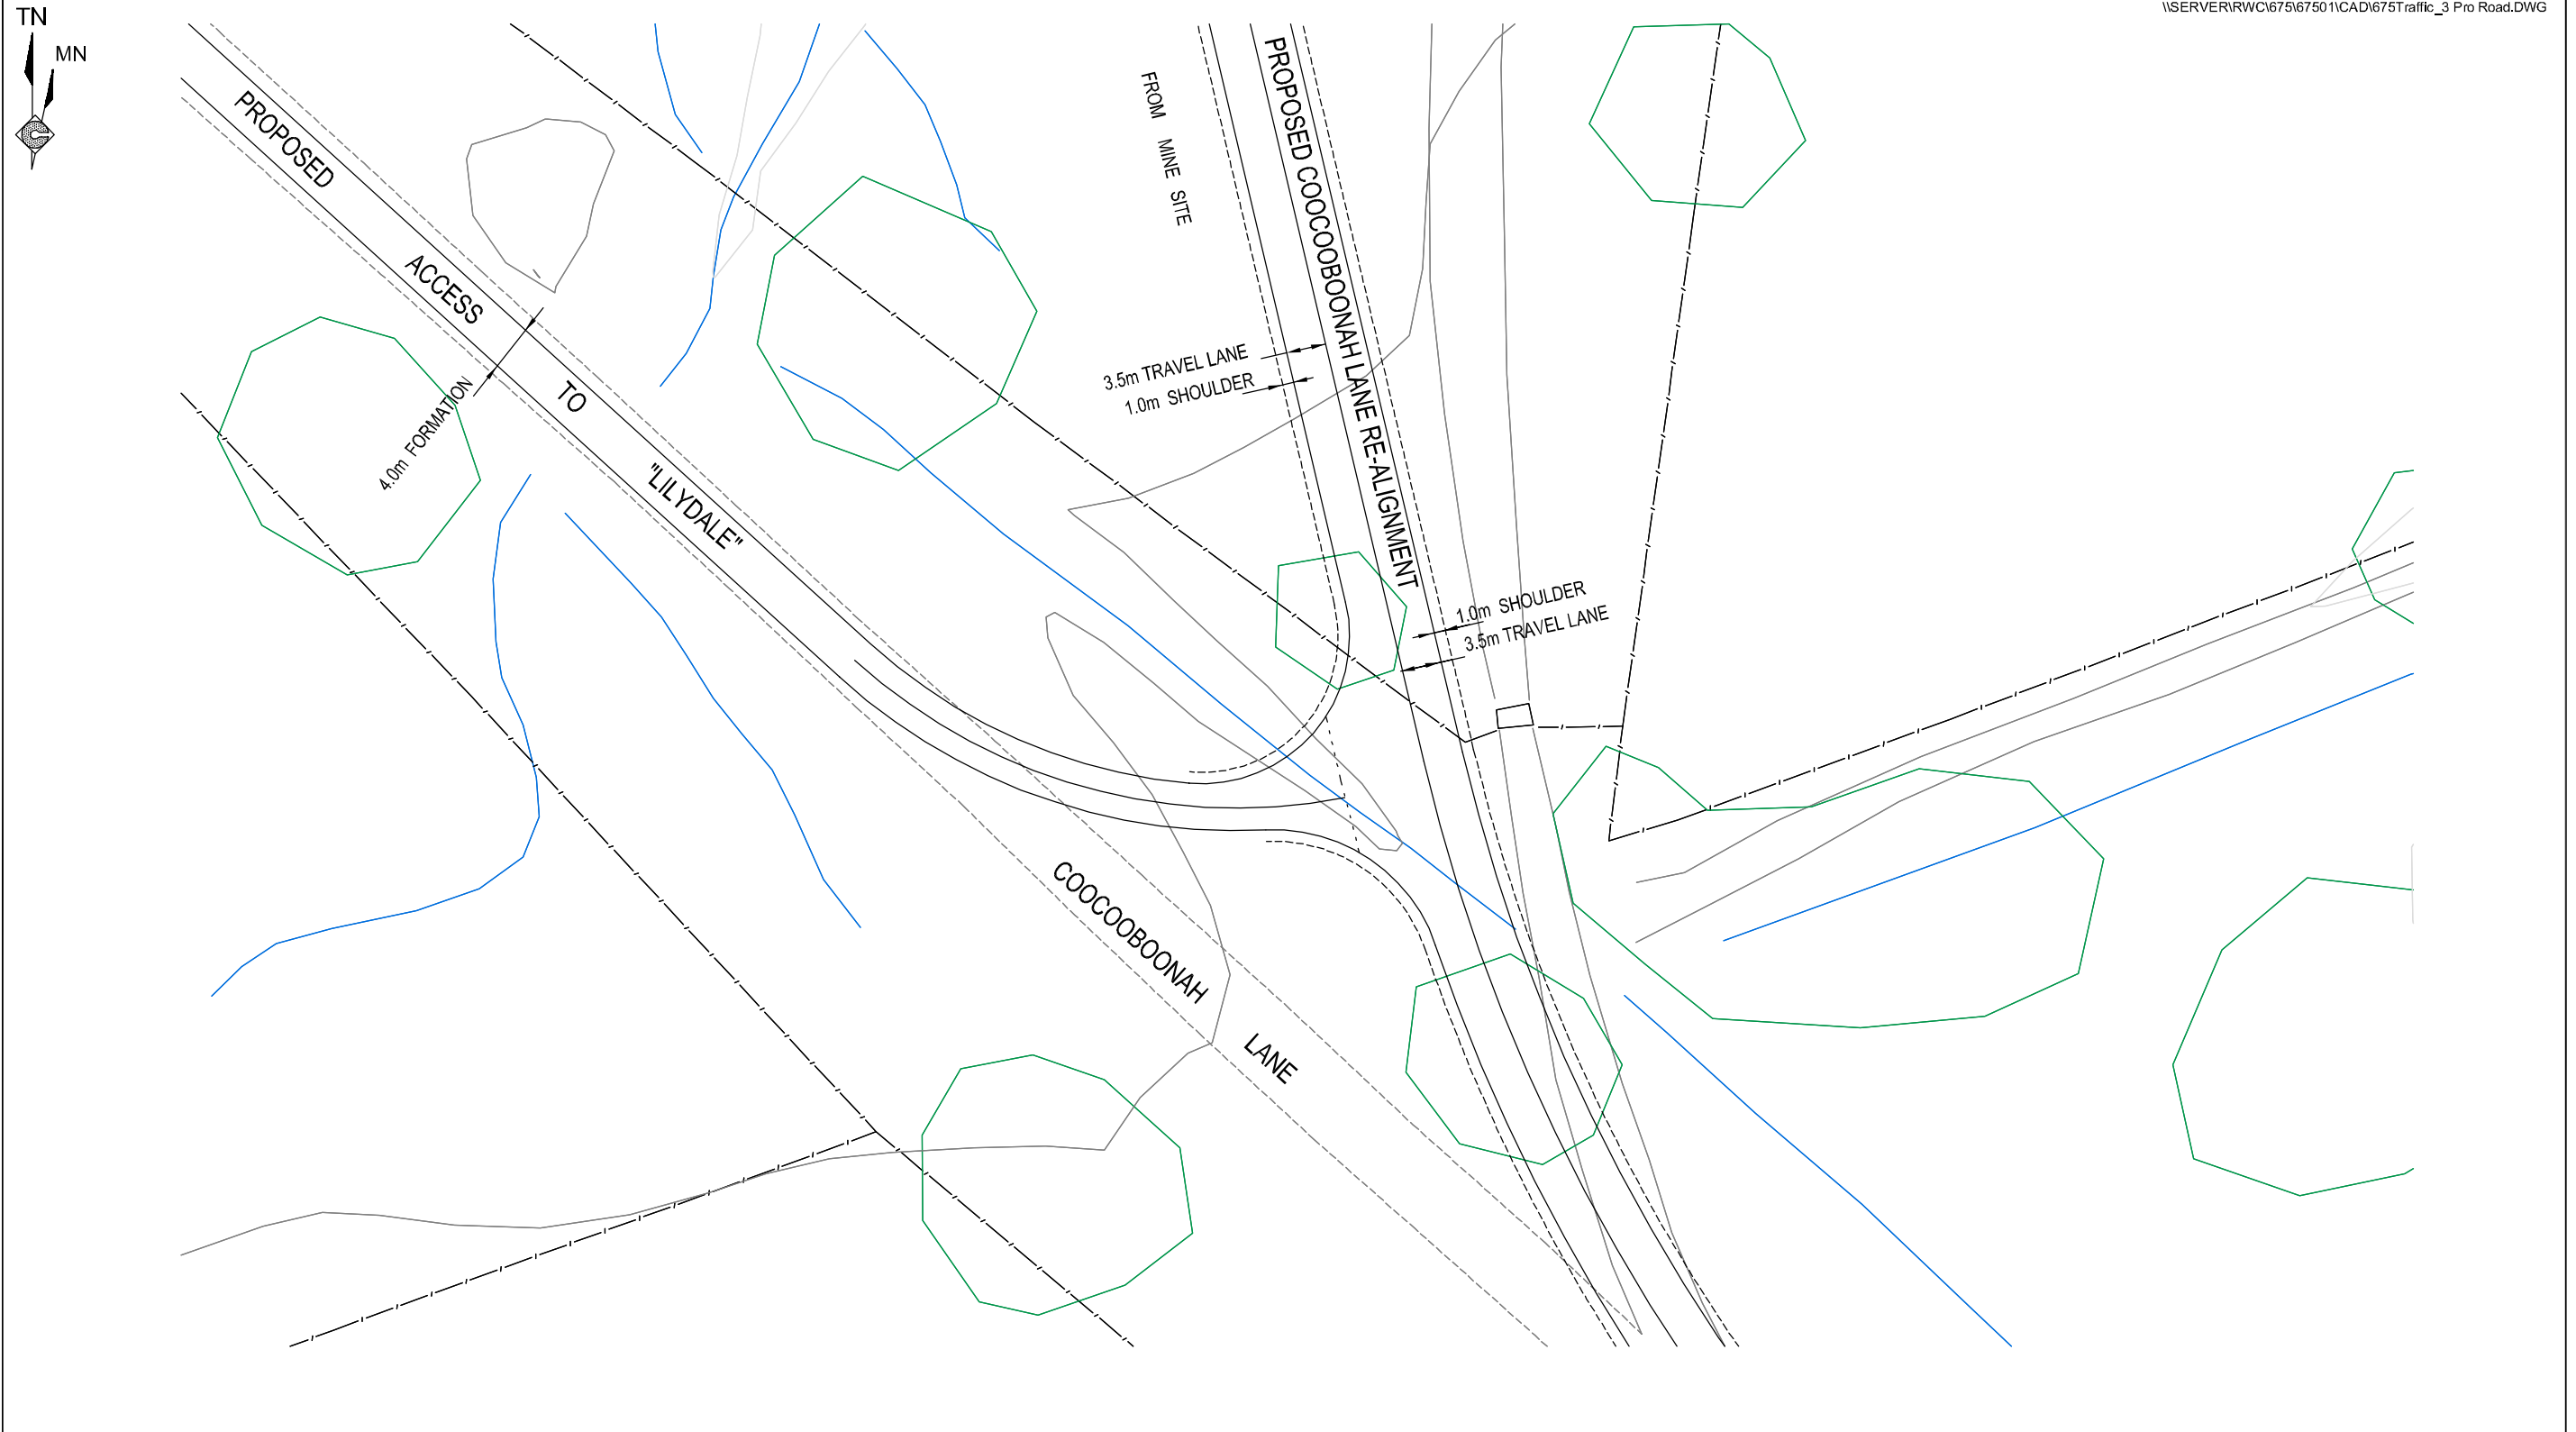 TN
MN
\\SERVER\RWC\675\67501\CAD\675Traffic_3 Pro Road.DWG
PROPOSED
ACCESS
TO
"LILYDALE"
4.0m FORMATION
FROM MINE SITE
PROPOSED COOCOOBOONAH LANE RE-ALIGNMENT
3.5m TRAVEL LANE
1.0m SHOULDER
1.0m SHOULDER
3.5m TRAVEL LANE
COOCOOBOONAH
LANE